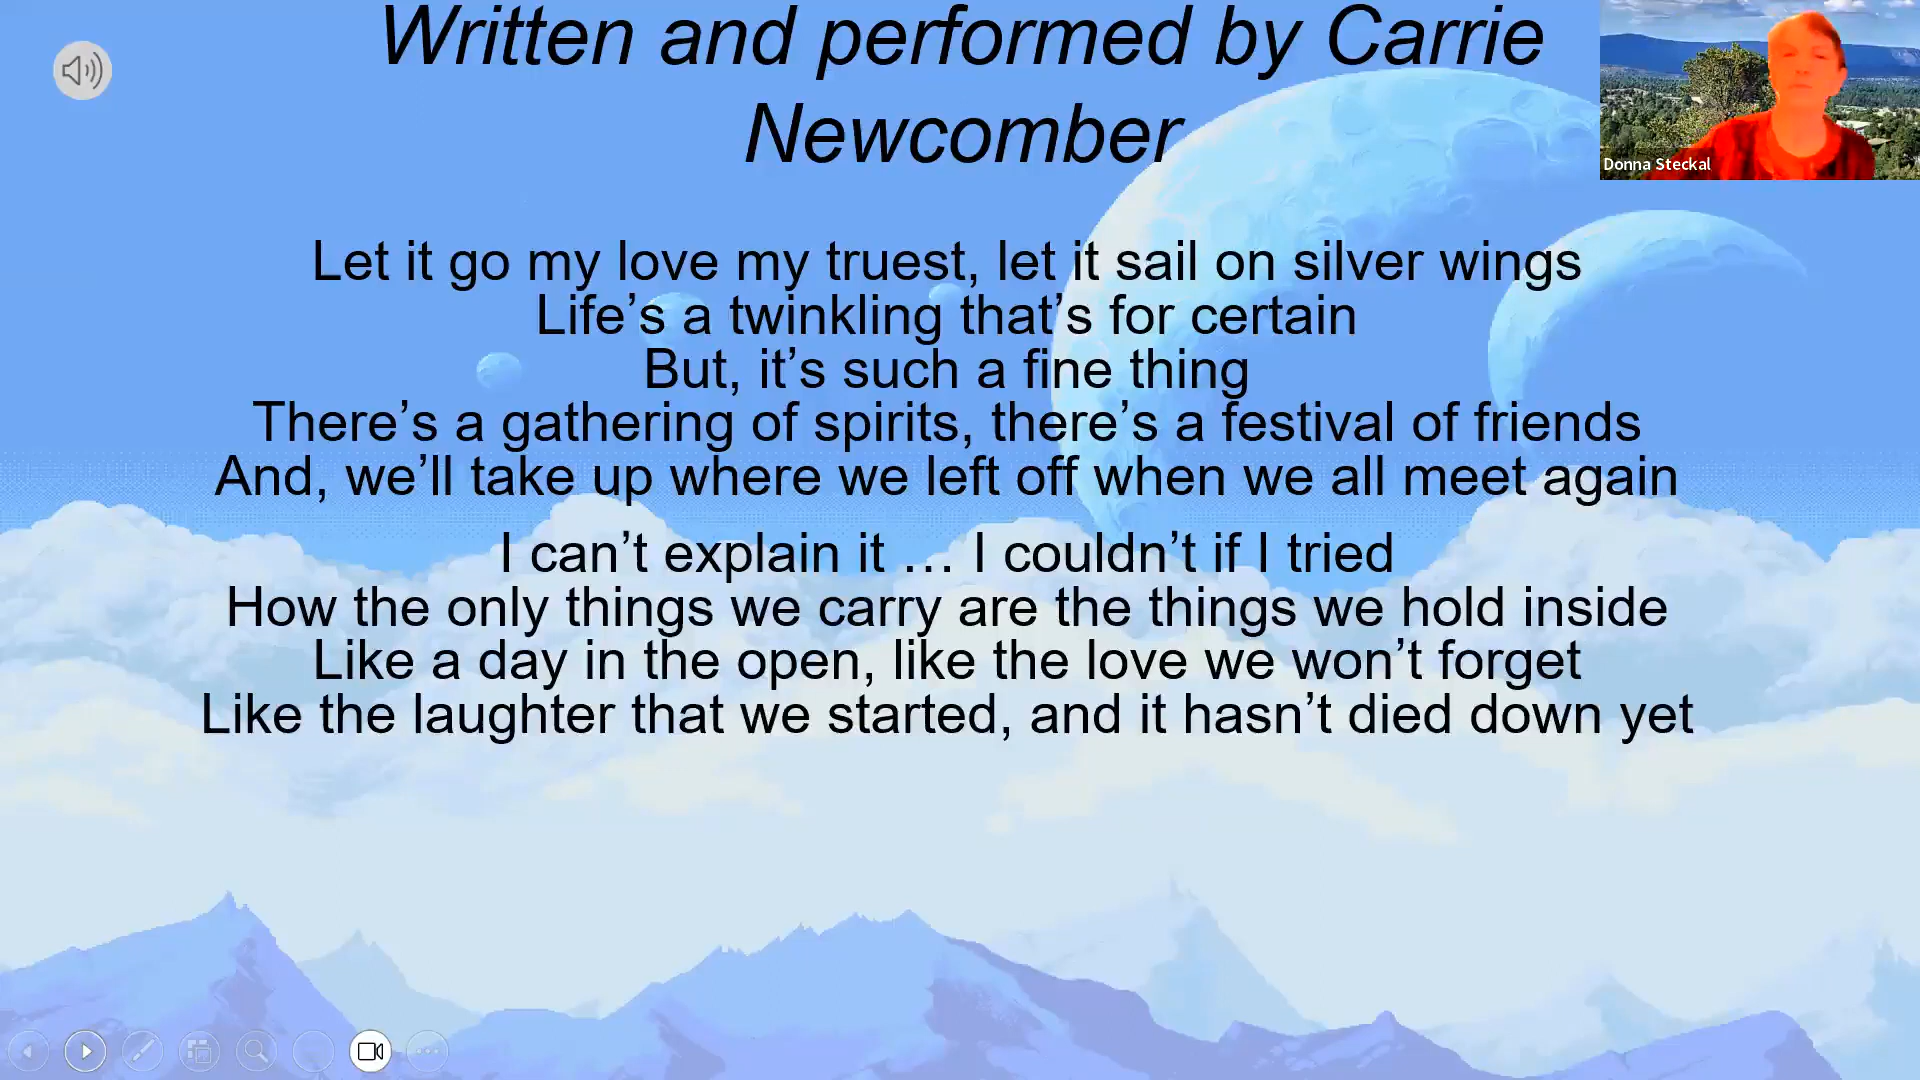 Written and performed by Carrie
Newcomber
Donna Steckal
Let it go my love my truest, let it sail on silver wings
Life’s a twinkling that’s for certain
But, it’s such a fine thing
There’s a gathering of spirits, there’s a festival of friends
And, we’ll take up where we left off when we all meet again
I can’t explain it … I couldn’t if I tried
How the only things we carry are the things we hold inside
Like a day in the open, like the love we won’t forget
Like the laughter that we started, and it hasn’t died down yet